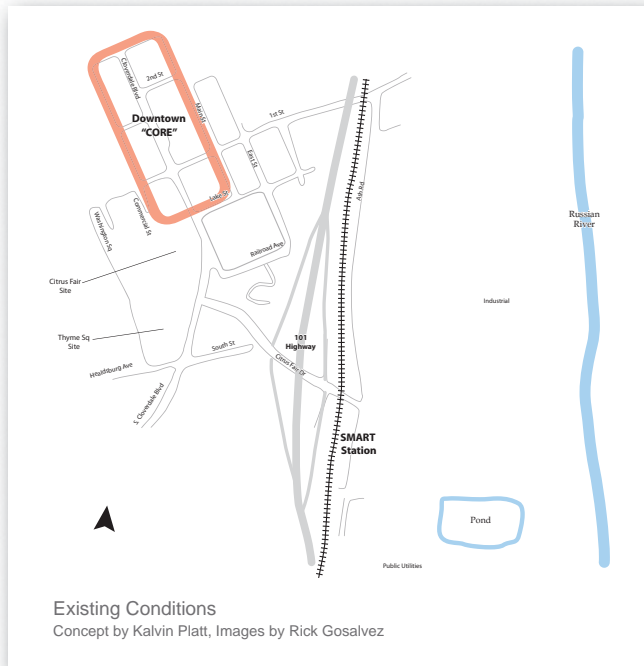 Cloverdale Blvd
2nd St
Main St
1st St
Downtown
"CORE"
East St
Lake St
Ash Rd.
Washington Sq
Commercial St
Railroad Ave
Russian
River
Citrus Fair
Site
Industrial
Thyme Sq
Site
101
Highway
South St
Citrus Fair Dr
Healdsburg Ave
S. Cloverdale Blvd
SMART
Station
Pond
Public Utilities
Existing Conditions
Concept by Kalvin Platt, Images by Rick Gosalvez